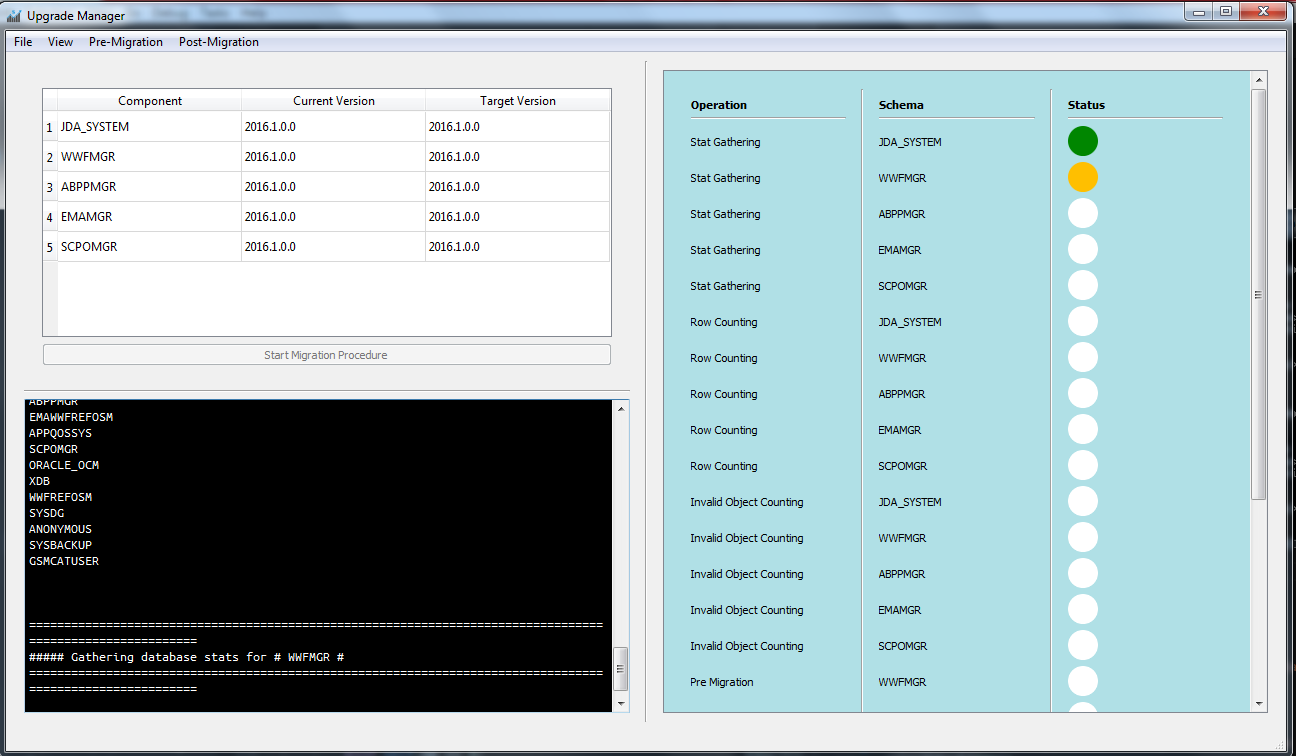 Upgrade Manager
File View Pre-Migration Post-Migration
Component Current Version Target Version
1 JDA_SYSTEM 2016.1.0.0 2016.1.0.0
2 WWFMGR 2016.1.0.0 2016.1.0.0
3 ABPPMGR 2016.1.0.0 2016.1.0.0
4 EMAMGR 2016.1.0.0 2016.1.0.0
5 SCPOMGR 2016.1.0.0 2016.1.0.0
Start Migration Procedure
ABPPMGR
EMAWWFREFOSM
APPQOSSYS
SCPOMGR
ORACLE_OCM
XDB
WWFREFOSM
SYSDG
ANONYMOUS
SYSBACKUP
GSMCATUSER
==================================================================================
========================
##### Gathering database stats for # WWFMGR #
==================================================================================
========================
Operation Schema Status
Stat Gathering JDA_SYSTEM
Stat Gathering WWFMGR
Stat Gathering ABPPMGR
Stat Gathering EMAMGR
Stat Gathering SCPOMGR
Row Counting JDA_SYSTEM
Row Counting WWFMGR
Row Counting ABPPMGR
Row Counting EMAMGR
Row Counting SCPOMGR
Invalid Object Counting JDA_SYSTEM
Invalid Object Counting WWFMGR
Invalid Object Counting ABPPMGR
Invalid Object Counting EMAMGR
Invalid Object Counting SCPOMGR
Pre Migration WWFMGR